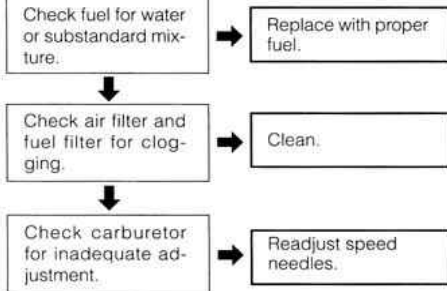 Check fuel for water
or substandard mix-
ture.
Replace with proper
fuel.
Check air filter and
fuel filter for clog-
ging.
Clean.
Check carburetor
for inadequate ad-
justment.
Readjust speed
needles.